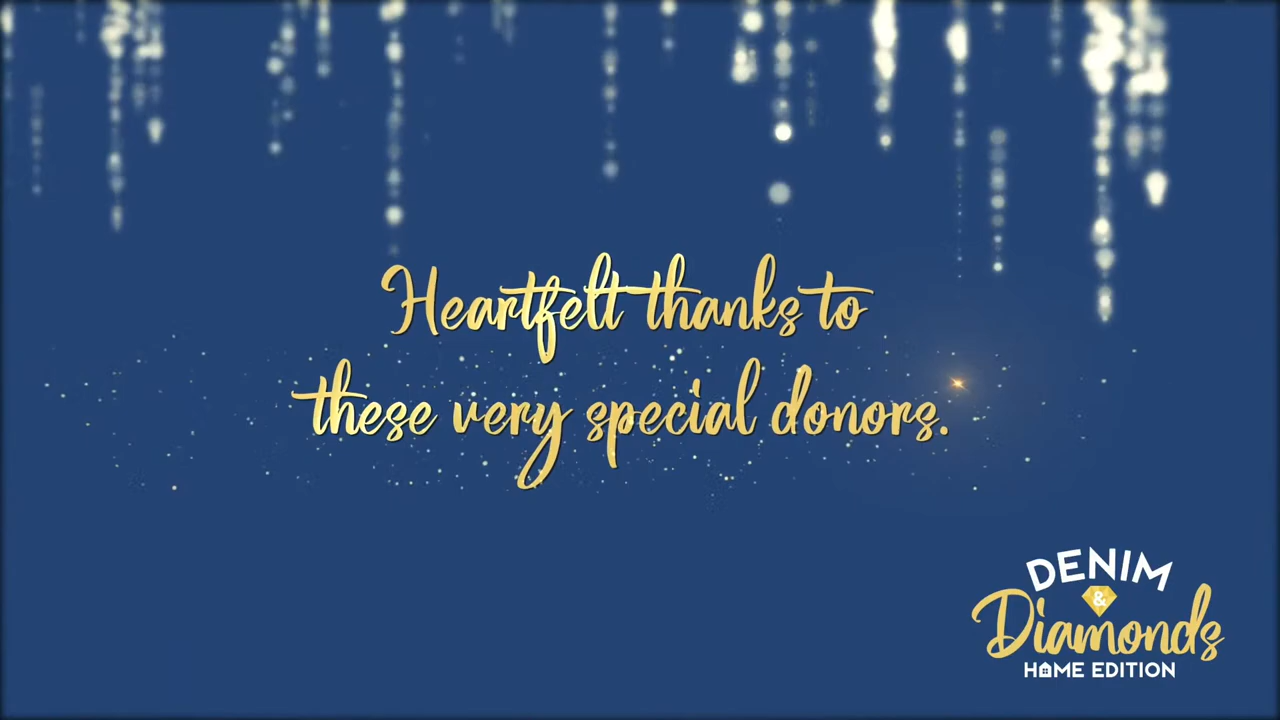 Heartfelt thanks to
these very special donors.
DENIM
&
Diamonds
HOME EDITION